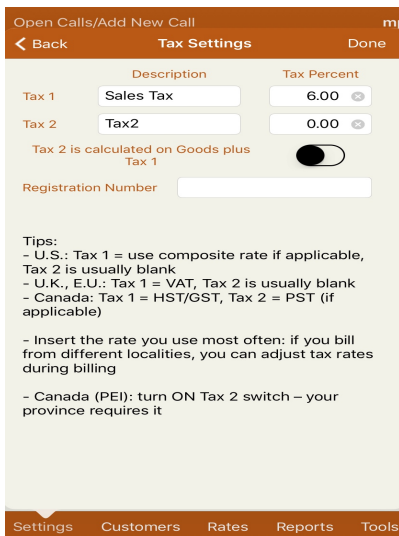 Open Calls/Add New Call
Back Tax Settings Done
Description Tax Percent
Tax 1 Sales Tax 6.00
Tax 2 Tax2 0.00
Tax 2 is calculated on Goods plus
Tax 1
Registration Number
Tips:
- U.S.: Tax 1 = use composite rate if applicable,
Tax 2 is usually blank
- U.K., E.U.: Tax 1 = VAT, Tax 2 is usually blank
- Canada: Tax 1 = HST/GST, Tax 2 = PST (if
applicable)
- Insert the rate you use most often: if you bill
from different localities, you can adjust tax rates
during billing
- Canada (PEI): turn ON Tax 2 switch – your
province requires it
Settings Customers Rates Reports Tools